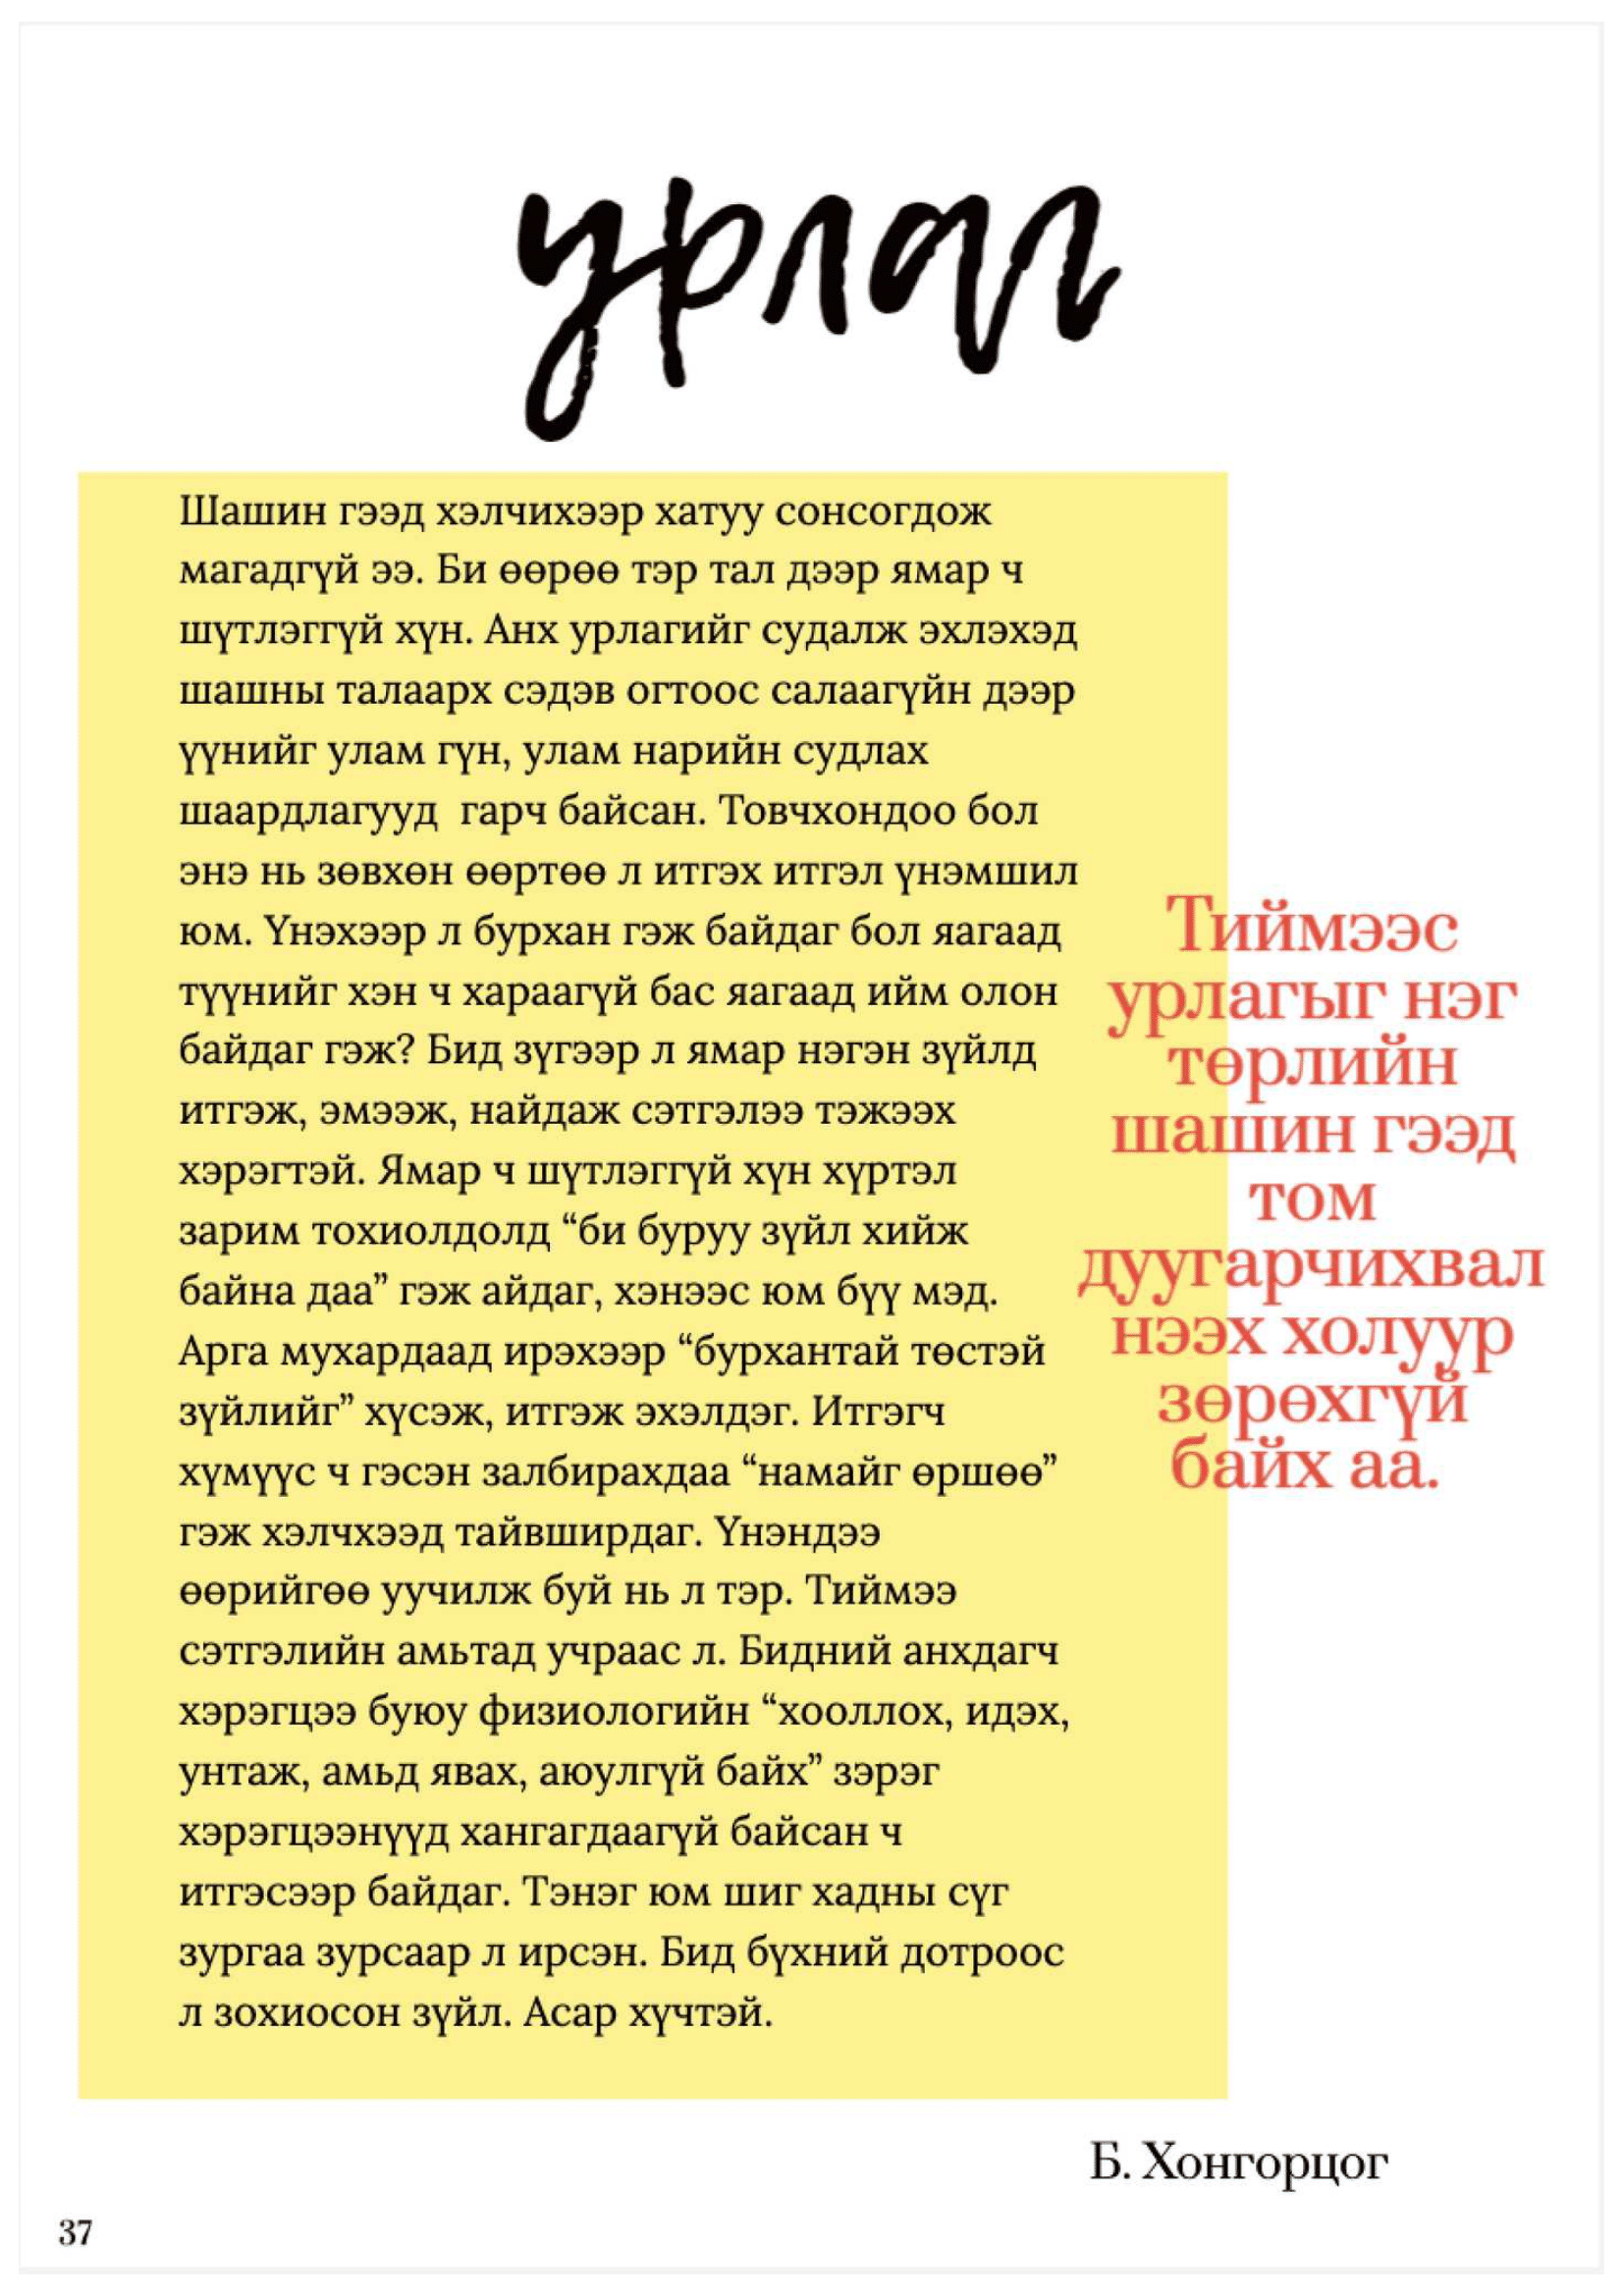 урлаг
Шашин гээд хэлчихээр хатуу сонсогдож
магадгүй ээ. Би өөрөө тэр тал дээр ямар ч
шүтлэггүй хүн. Анх урлагийг судалж эхлэхэд
шашны талаарх сэдэв огтоос салаагүйн дээр
үүнийг улам гүн, улам нарийн судлах
шаардлагууд гарч байсан. Товчхондоо бол
энэ нь зөвхөн өөртөө л итгэх итгэл үнэмшил
юм. Үнэхээр л бурхан гэж байдаг бол яагаад
түүнийг хэн ч хараагүй бас яагаад ийм олон
байдаг гэж? Бид зүгээр л ямар нэгэн зүйлд
итгэж, эмээж, найдаж сэтгэлээ тэжээх
хэрэгтэй. Ямар ч шүтлэггүй хүн хүртэл
зарим тохиолдолд “би буруу зүйл хийж
байна даа” гэж айдаг, хэнээс юм бүү мэд.
Арга мухардаад ирэхээр “бурхантай төстэй
зүйлийг” хүсэж, итгэж эхэлдэг. Итгэгч
хүмүүс ч гэсэн залбирахдаа “намайг өршөө”
гэж хэлчхээд тайвширдаг. Үнэндээ
өөрийгөө уучилж буй нь л тэр. Тиймээ
сэтгэлийн амьтад учраас л. Бидний анхдагч
хэрэгцээ буюу физиологийн “хооллох, идэх,
унтаж, амьд явах, аюулгүй байх” зэрэг
хэрэгцээнүүд хангагдаагүй байсан ч
итгэсээр байдаг. Тэнэг юм шиг хадны сүг
зургаа зурсаар л ирсэн. Бид бүхний дотроос
л зохиосон зүйл. Асар хүчтэй.
Тиймээс
урлагыг нэг
төрлийн
шашин гээд
том
дуугарчихвал
нээх холуур
зөрөхгүй
байх аа.
Б. Хонгорцог
37